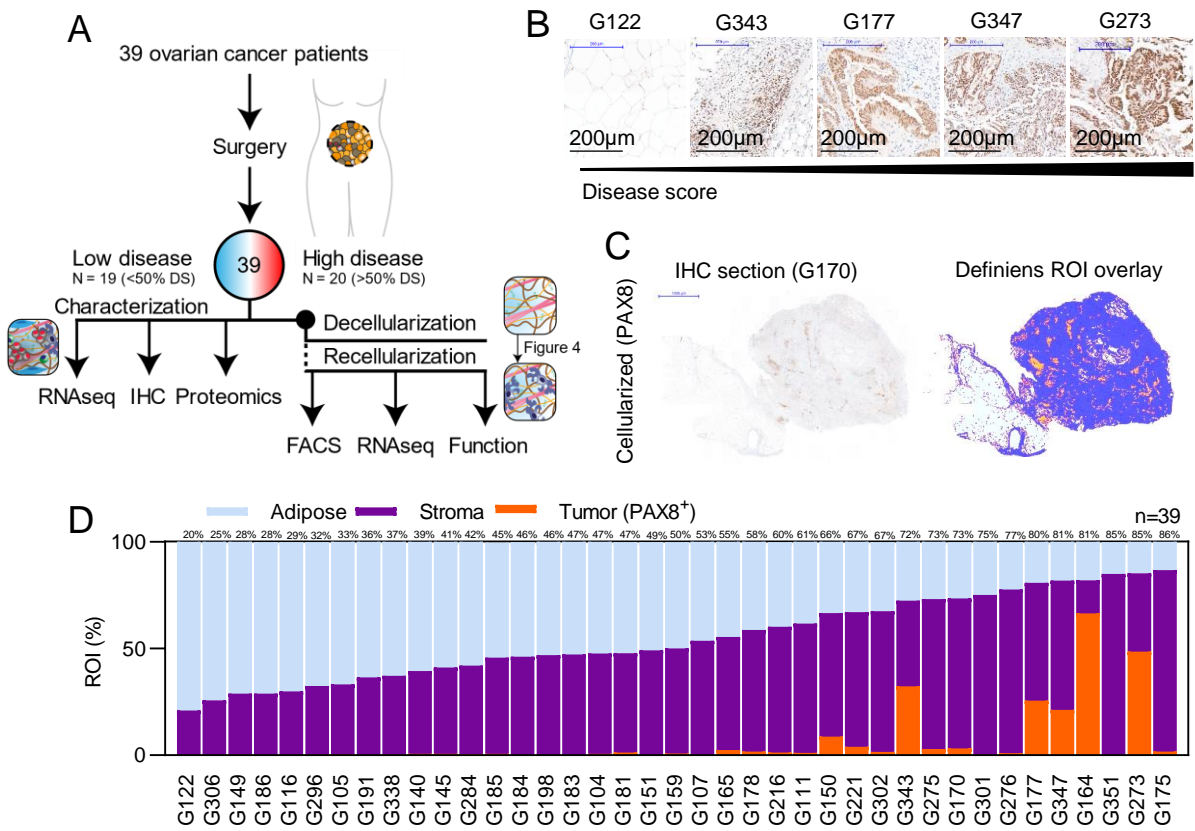 A
39 ovarian cancer patients
Surgery
Low disease
N = 19 (<50% DS)
39
High disease
N = 20 (>50% DS)
Characterization
Decellularization
Recellularization
Figure 4
RNAseq IHC Proteomics
FACS RNAseq Function
B
G122 G343 G177 G347 G273
200µm 200µm 200µm 200µm 200µm
Disease score
C
IHC section (G170) Definiens ROI overlay
Cellularized (PAX8)
D
Adipose Stroma Tumor (PAX8+)
n=39
20% 25% 28% 28% 29% 32% 33% 36% 37% 39% 41% 42% 45% 46% 46% 47% 47% 47% 49% 50% 53% 55% 58% 60% 61% 66% 67% 67% 72% 73% 73% 75% 77% 80% 81% 81% 85% 85% 86%
100
50
0
ROI (%)
G122 G306 G149 G186 G116 G296 G105 G191 G338 G140 G145 G284 G185 G184 G198 G183 G104 G181 G151 G159 G107 G165 G178 G216 G111 G150 G221 G302 G343 G275 G170 G301 G276 G177 G347 G164 G351 G273 G175